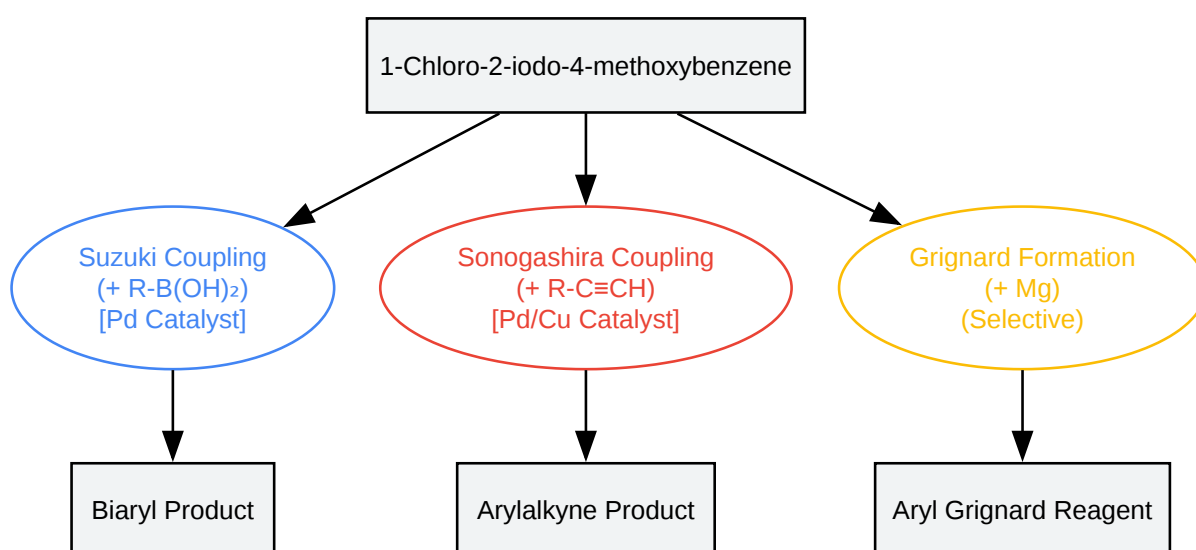 1-Chloro-2-iodo-4-methoxybenzene
Suzuki Coupling
(+ R-B(OH)₂)
[Pd Catalyst]
Sonogashira Coupling
(+ R-C≡CH)
[Pd/Cu Catalyst]
Grignard Formation
(+ Mg)
(Selective)
Biaryl Product
Arylalkyne Product
Aryl Grignard Reagent